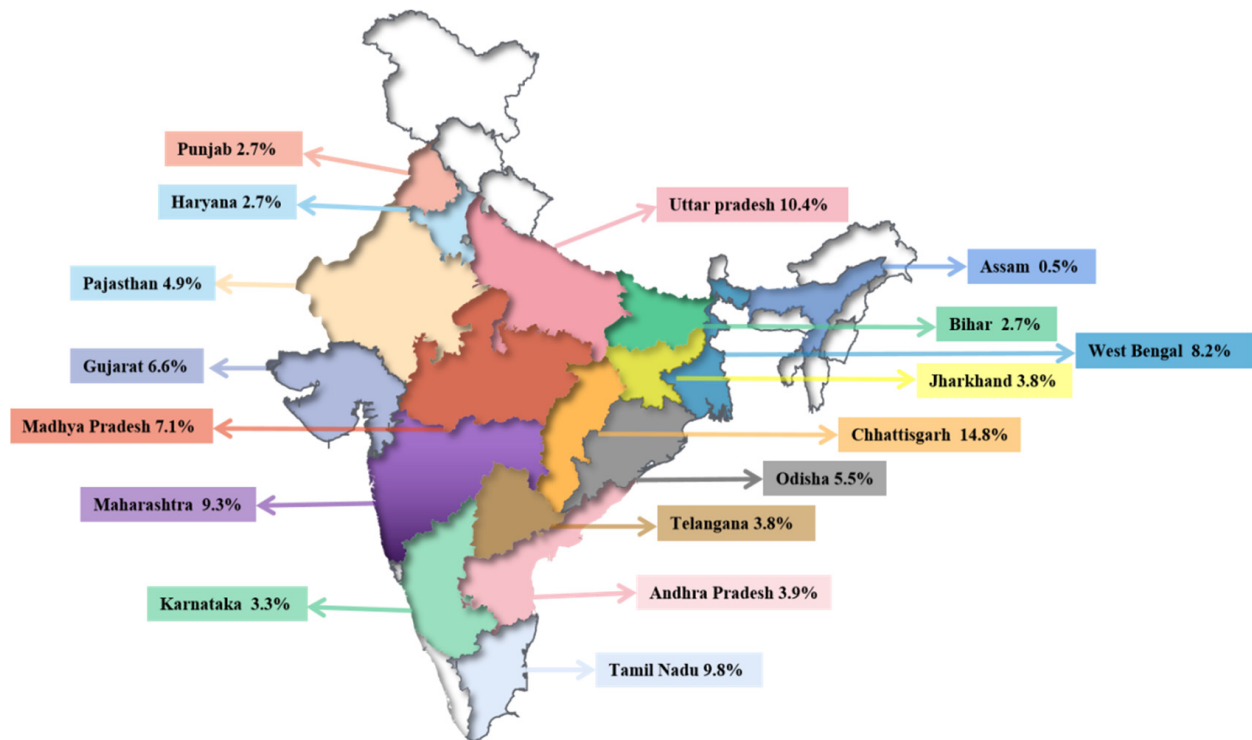 Punjab 2.7%
Haryana 2.7%
Uttar pradesh 10.4%
Pajasthan 4.9%
Assam 0.5%
Bihar 2.7%
West Bengal 8.2%
Gujarat 6.6%
Jharkhand 3.8%
Madhya Pradesh 7.1%
Chhattisgarh 14.8%
Odisha 5.5%
Maharashtra 9.3%
Telangana 3.8%
Andhra Pradesh 3.9%
Karnataka 3.3%
Tamil Nadu 9.8%